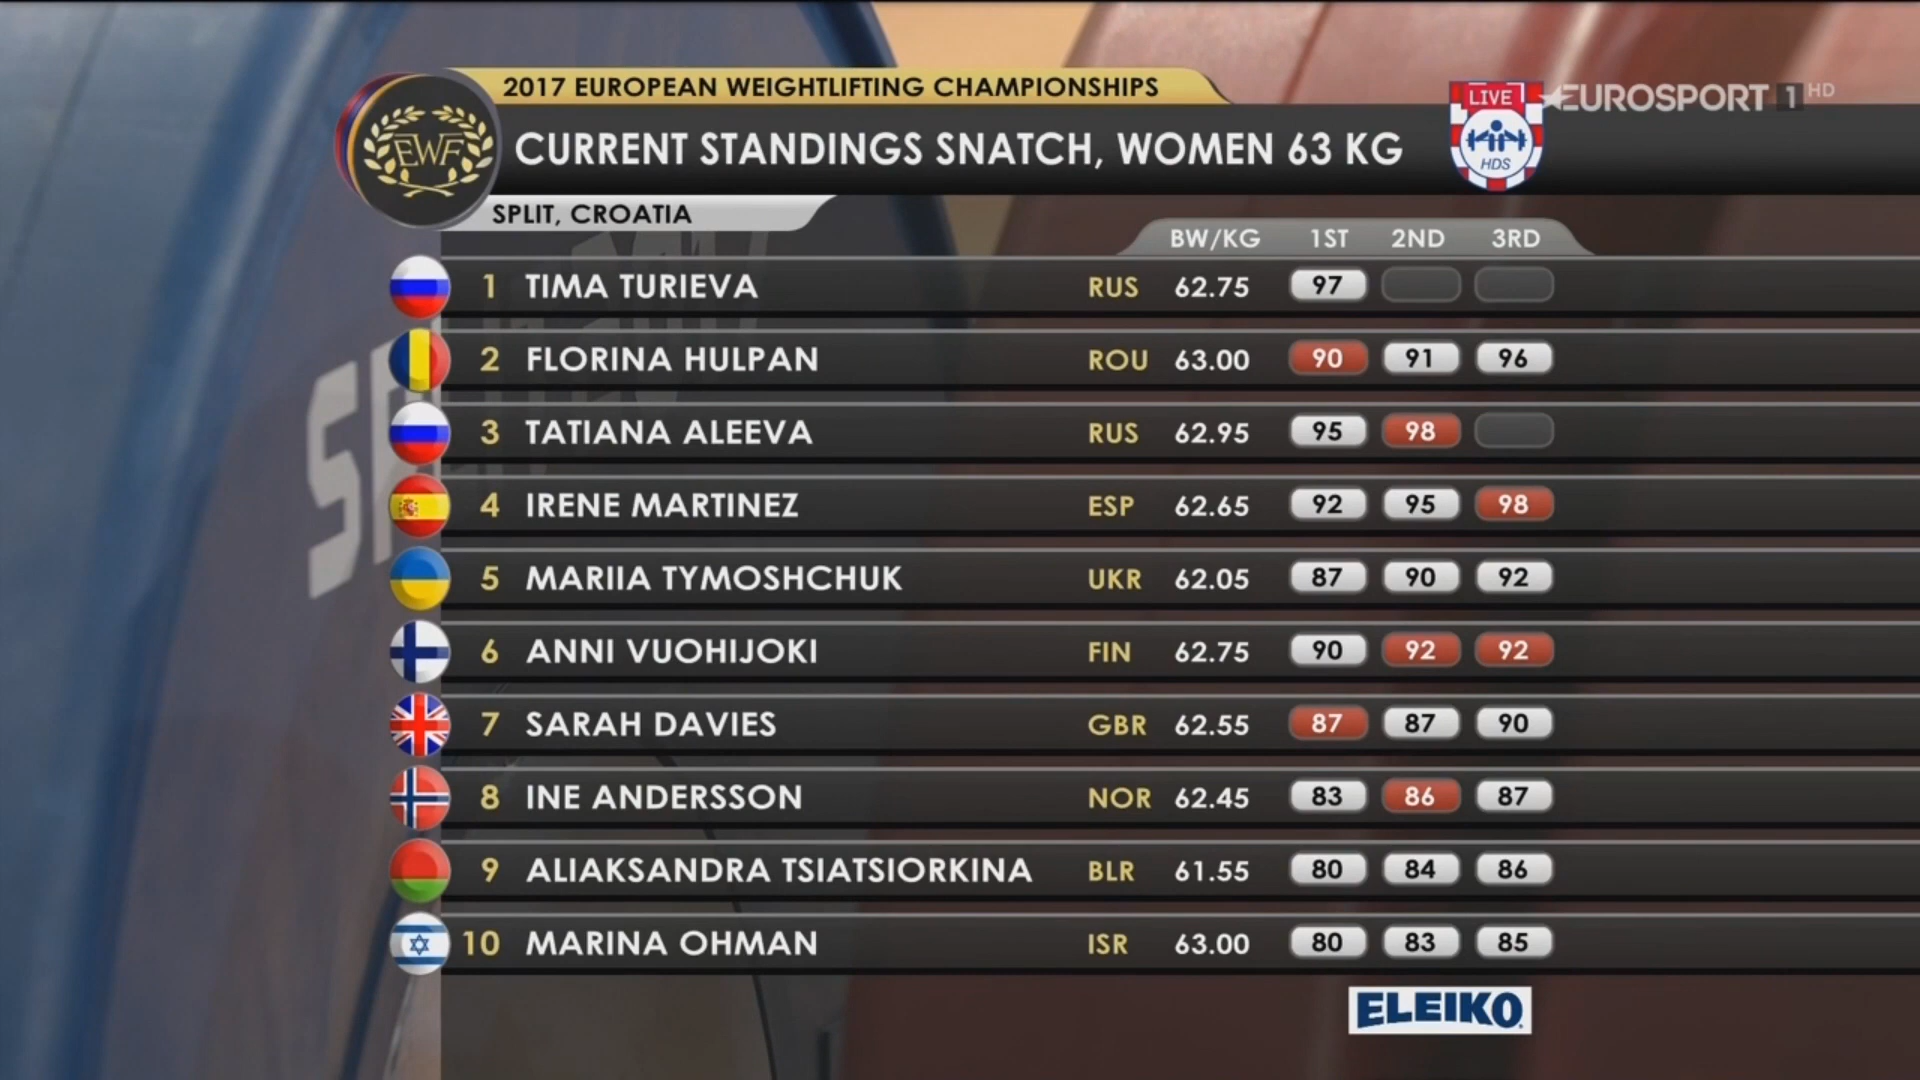 2017 EUROPEAN WEIGHTLIFTING CHAMPIONSHIPS
EWF
CURRENT STANDINGS SNATCH, WOMEN 63 KG
LIVE
HDS
EUROSPORT 1 HD
SPLIT, CROATIA
BW/KG 1ST 2ND 3RD
1 TIMA TURIEVA RUS 62.75 97
2 FLORINA HULPAN ROU 63.00 90 91 96
3 TATIANA ALEEVA RUS 62.95 95 98
4 IRENE MARTINEZ ESP 62.65 92 95 98
5 MARIIA TYMOSHCHUK UKR 62.05 87 90 92
6 ANNI VUOHIJOKI FIN 62.75 90 92 92
7 SARAH DAVIES GBR 62.55 87 87 90
8 INE ANDERSSON NOR 62.45 83 86 87
9 ALIAKSANDRA TSIATSIORKINA BLR 61.55 80 84 86
10 MARINA OHMAN ISR 63.00 80 83 85
ELEIKO